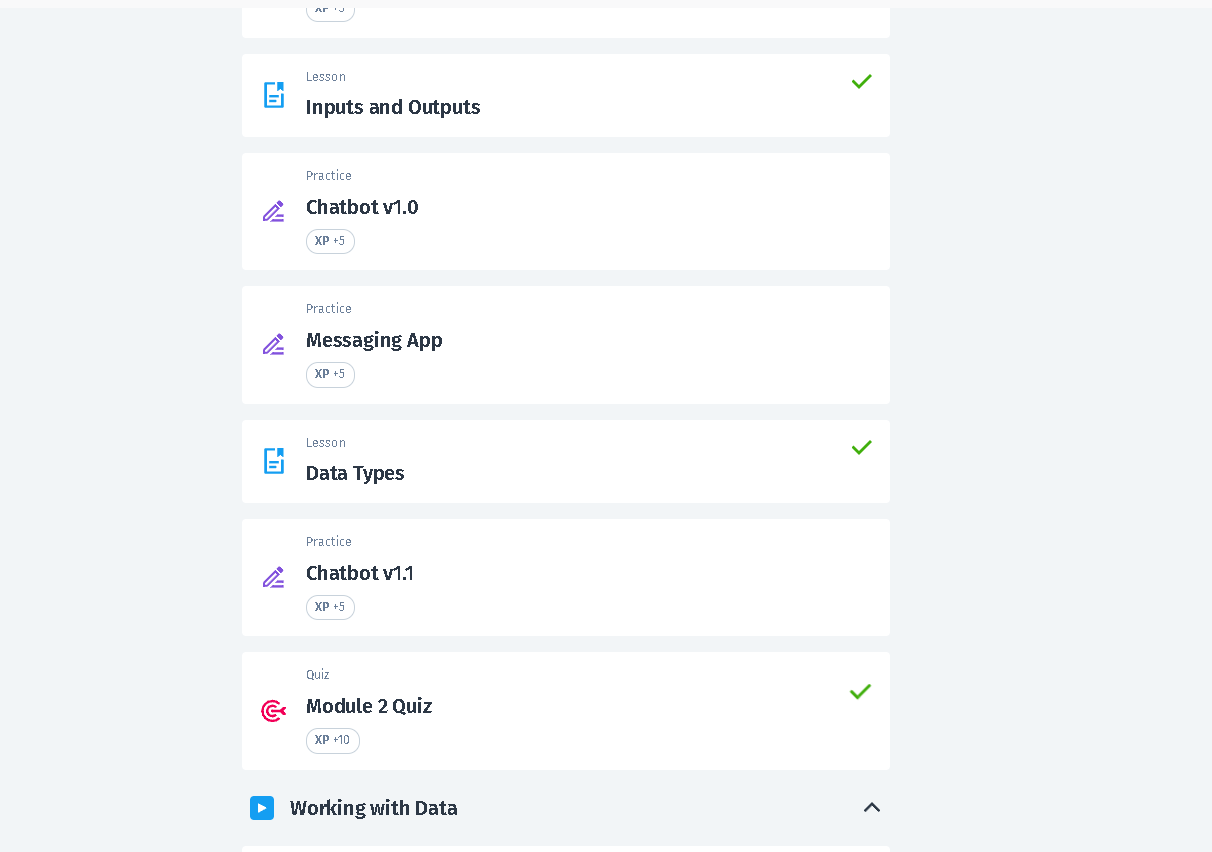 XP +5
Lesson
Inputs and Outputs
Practice
Chatbot v1.0
XP +5
Practice
Messaging App
XP +5
Lesson
Data Types
Practice
Chatbot v1.1
XP +5
Quiz
Module 2 Quiz
XP +10
Working with Data